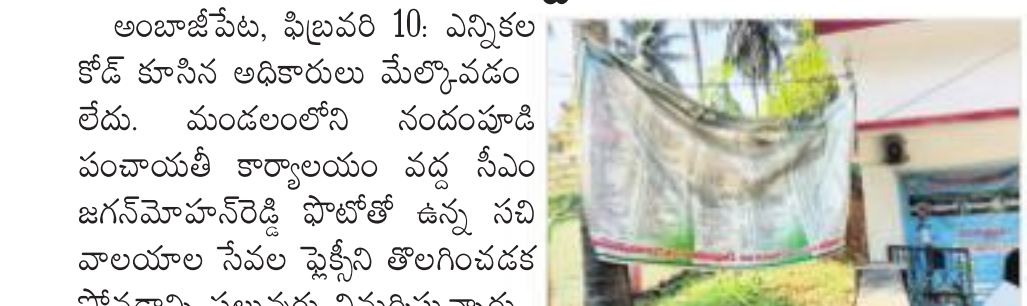 అంబాజీపేట, ఫిబ్రవరి 10: ఎన్నికల
కోడ్ కూసిన అధికారులు మేల్కొవడం
లేదు. మండలంలోని నందంపూడి
పంచాయతీ కార్యాలయం వద్ద సీఎం
జగన్‌మోహన్‌రెడ్డి ఫొటోతో ఉన్న సచి
వాలయాల సేవల ఫ్లెక్సీని తొలగించడక